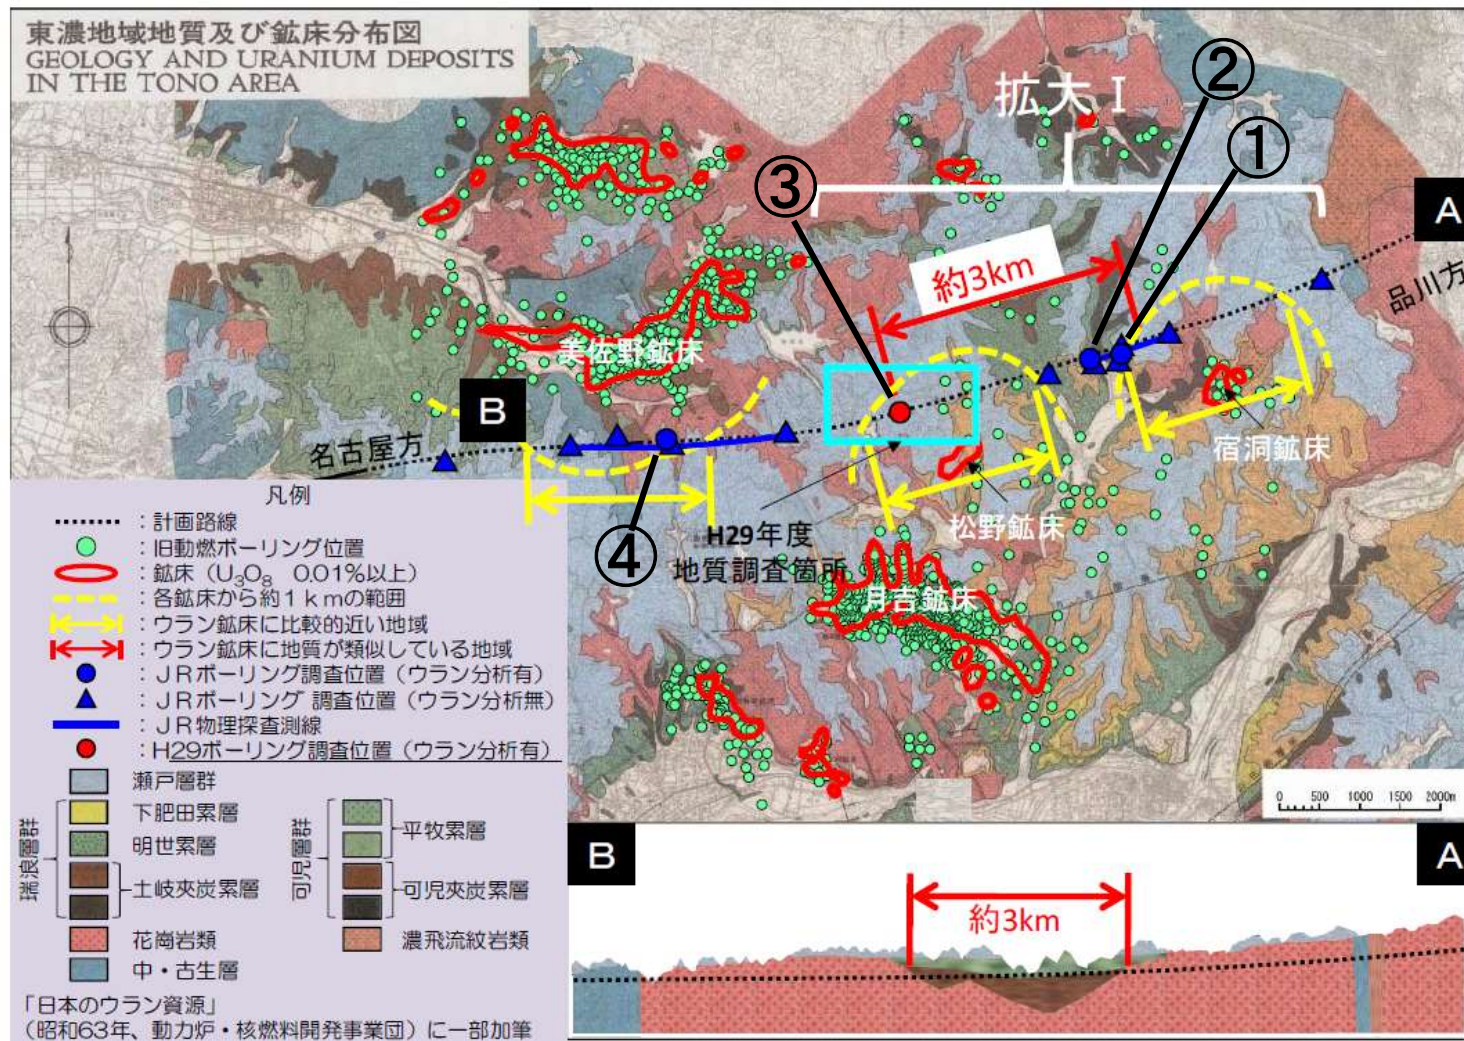 東濃地域地質及び鉱床分布図
GEOLOGY AND URANIUM DEPOSITS
IN THE TONO AREA
拡大Ⅰ
②
①
③
A
約3km
品川方
美佐野鉱床
B
名古屋方
宿洞鉱床
松野鉱床
④
H29年度
地質調査箇所
月吉鉱床
凡例
：計画路線
：旧動燃ボーリング位置
：鉱床（U₃O₈ 0.01%以上）
：各鉱床から約１ｋｍの範囲
：ウラン鉱床に比較的近い地域
：ウラン鉱床に地質が類似している地域
：ＪＲボーリング調査位置（ウラン分析有）
：ＪＲボーリング 調査位置（ウラン分析無）
：ＪＲ物理探査測線
：H29ボーリング調査位置（ウラン分析有）
瀬戸層群
瑞浪層群
下肥田累層
明世累層
土岐夾炭累層
可児層群
平牧累層
可児夾炭累層
花崗岩類
濃飛流紋岩類
中・古生層
「日本のウラン資源」
（昭和63年、動力炉・核燃料開発事業団）に一部加筆
0 500 1000 1500 2000m
B
A
約3km